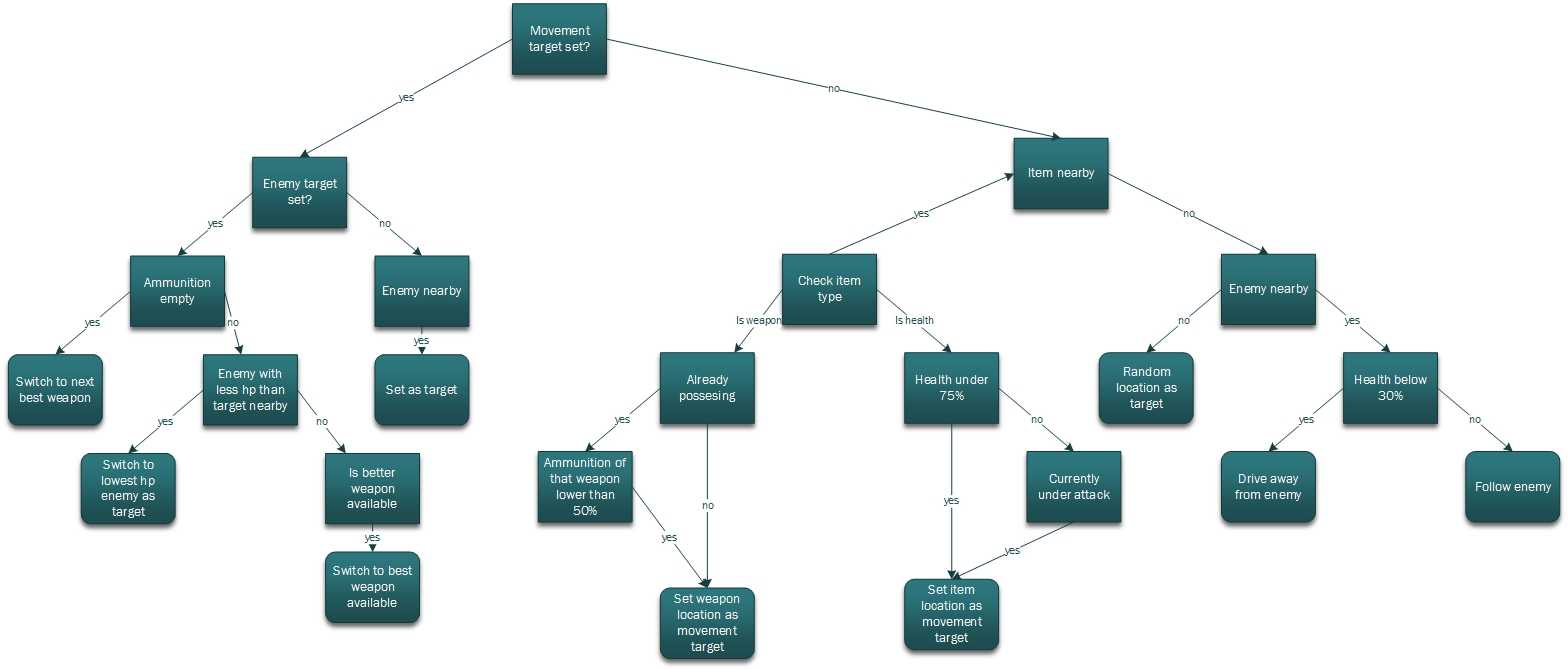 Movement
target set?
yes
no
Enemy target
set?
Item nearby
yes
no
yes
no
Ammunition
empty
Enemy nearby
Check item
type
Enemy nearby
yes
no
yes
Is weapon
Is health
no
yes
Switch to next
best weapon
Enemy with
less hp than
target nearby
Set as target
Already
possesing
Health under
75%
Random
location as
target
Health below
30%
yes
no
yes
no
yes
no
yes
no
Switch to
lowest hp
enemy as
target
Is better
weapon
available
Ammunition of
that weapon
lower than
50%
Currently
under attack
Drive away
from enemy
Follow enemy
yes
yes
yes
yes
Switch to best
weapon
available
Set weapon
location as
movement
target
Set item
location as
movement
target